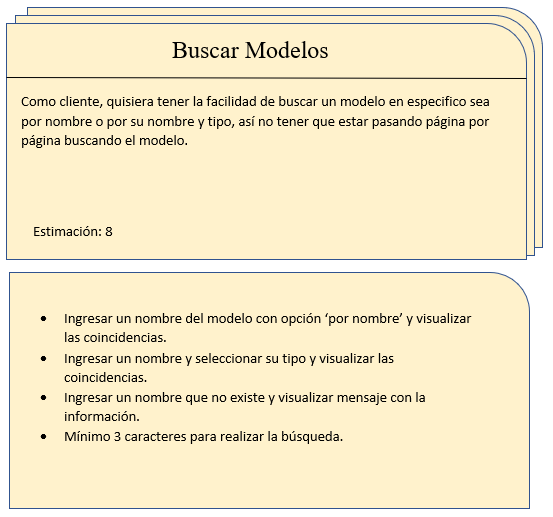 Buscar Modelos
Como cliente, quisiera tener la facilidad de buscar un modelo en especifico sea
por nombre o por su nombre y tipo, así no tener que estar pasando página por
página buscando el modelo.
Estimación: 8
• Ingresar un nombre del modelo con opción ‘por nombre’ y visualizar
las coincidencias.
• Ingresar un nombre y seleccionar su tipo y visualizar las
coincidencias.
• Ingresar un nombre que no existe y visualizar mensaje con la
información.
• Mínimo 3 caracteres para realizar la búsqueda.